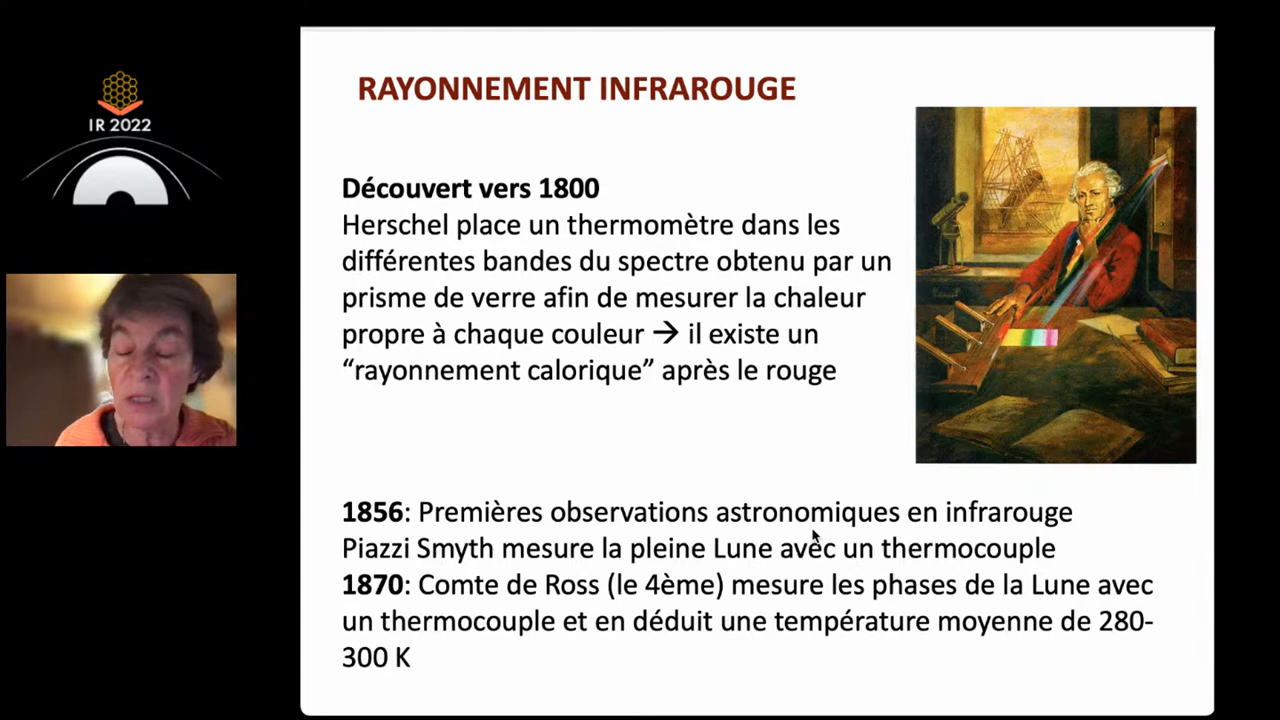 IR 2022
RAYONNEMENT INFRAROUGE
Découvert vers 1800
Herschel place un thermomètre dans les
différentes bandes du spectre obtenu par un
prisme de verre afin de mesurer la chaleur
propre à chaque couleur → il existe un
“rayonnement calorique” après le rouge
1856: Premières observations astronomiques en infrarouge
Piazzi Smyth mesure la pleine Lune avec un thermocouple
1870: Comte de Ross (le 4ème) mesure les phases de la Lune avec
un thermocouple et en déduit une température moyenne de 280-
300 K